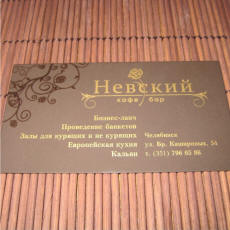 Невский
кофе бар
Бизнес-ланч
Проведение банкетов
Залы для курящих и не курящих
Европейская кухня
Кальян
Челябинск
ул. Бр. Кашириных, 54
т. (351) 796 65 86